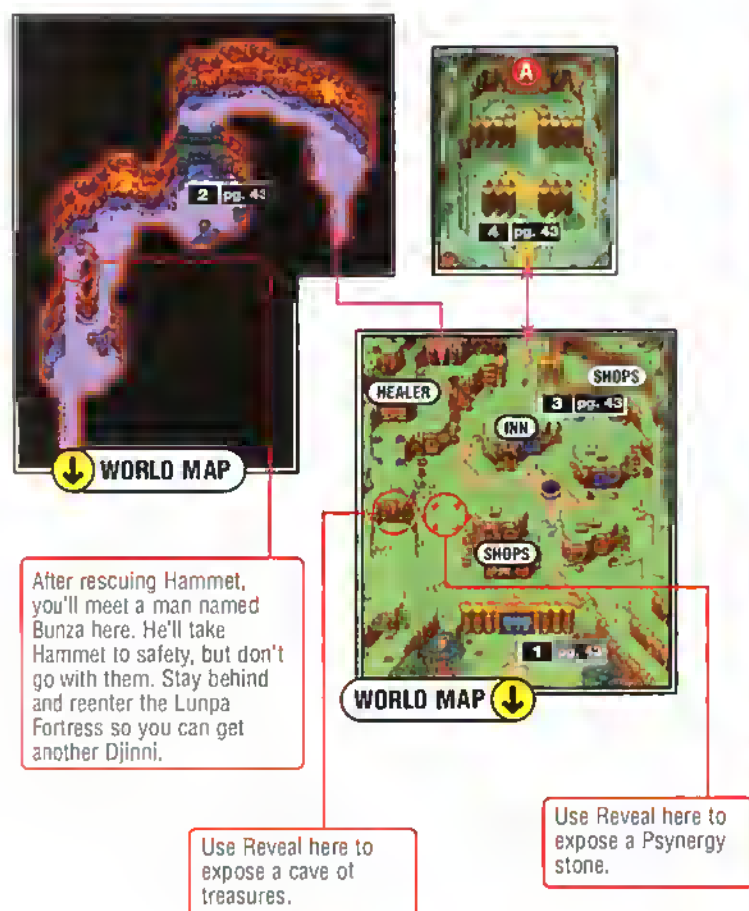 A
2 pg. 43
4 pg. 43
HEALER
SHOPS
3 pg. 43
INN
SHOPS
1
WORLD MAP
WORLD MAP
After rescuing Hammet,
you'll meet a man named
Bunza here. He'll take
Hammet to safety, but don't
go with them. Stay behind
and reenter the Lunpa
Fortress so you can get
another Djinni.
Use Reveal here to
expose a cave of
treasures.
Use Reveal here to
expose a Psynergy
stone.